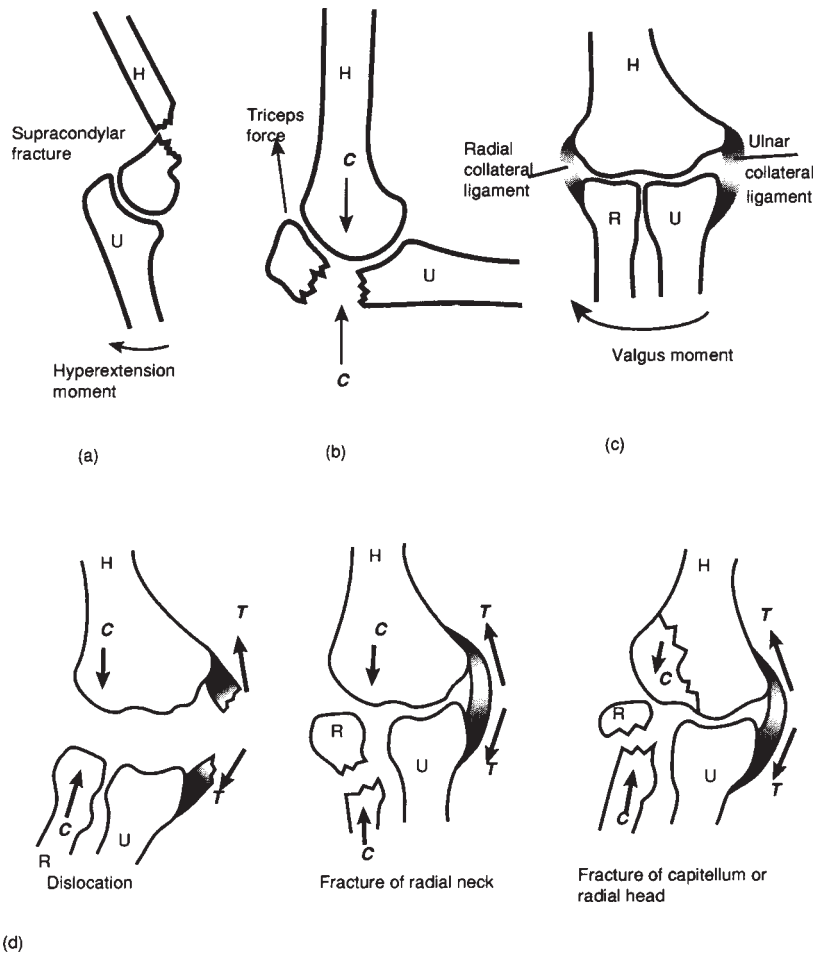 H
Supracondylar
fracture
U
Hyperextension
moment
(a)
H
Triceps
force
C
U
C
(b)
H
Radial
collateral
ligament
Ulnar
collateral
ligament
R
U
Valgus moment
(c)
H
C
T
T
C
U
R
Dislocation
H
C
T
R
U
T
C
Fracture of radial neck
H
T
C
R
U
T
C
Fracture of capitellum or
radial head
(d)